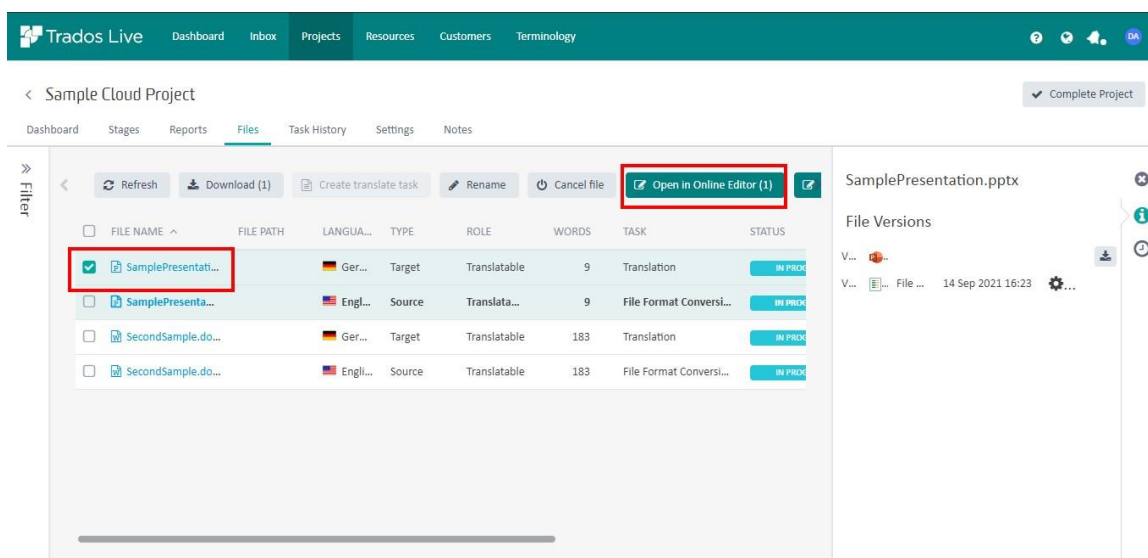 Trados Live Dashboard Inbox Projects Resources Customers Terminology DA
< Sample Cloud Project Complete Project
Dashboard Stages Reports Files Task History Settings Notes
Filter
Refresh Download (1) Create translate task Rename Cancel file Open in Online Editor (1)
FILE NAME FILE PATH LANGUA... TYPE ROLE WORDS TASK STATUS
SamplePresentati... Ger... Target Translatable 9 Translation IN PROG
SamplePresenta... Engl... Source Translata... 9 File Format Conversi... IN PROG
SecondSample.do... Ger... Target Translatable 183 Translation IN PROG
SecondSample.do... Engli... Source Translatable 183 File Format Conversi... IN PROG
SamplePresentation.pptx
File Versions
V...
V... File ... 14 Sep 2021 16:23 ...